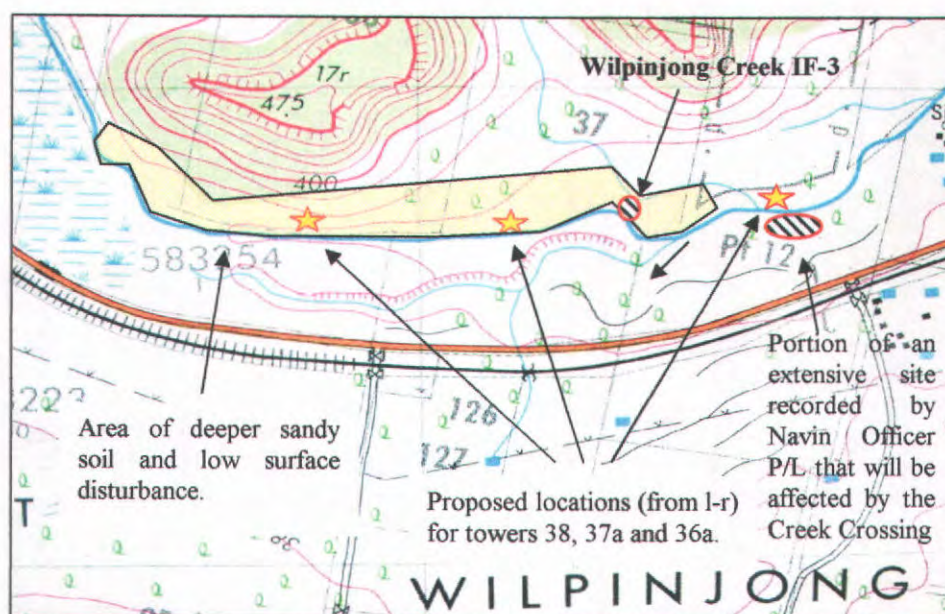 17r
475
Wilpinjong Creek IF-3
37
400
583254
Pt 12
Area of deeper sandy
soil and low surface
disturbance.
126
127
Proposed locations (from l-r)
for towers 38, 37a and 36a.
Portion of an
extensive site
recorded by
Navin Officer
P/L that will be
affected by the
Creek Crossing
T
WILPINJONG